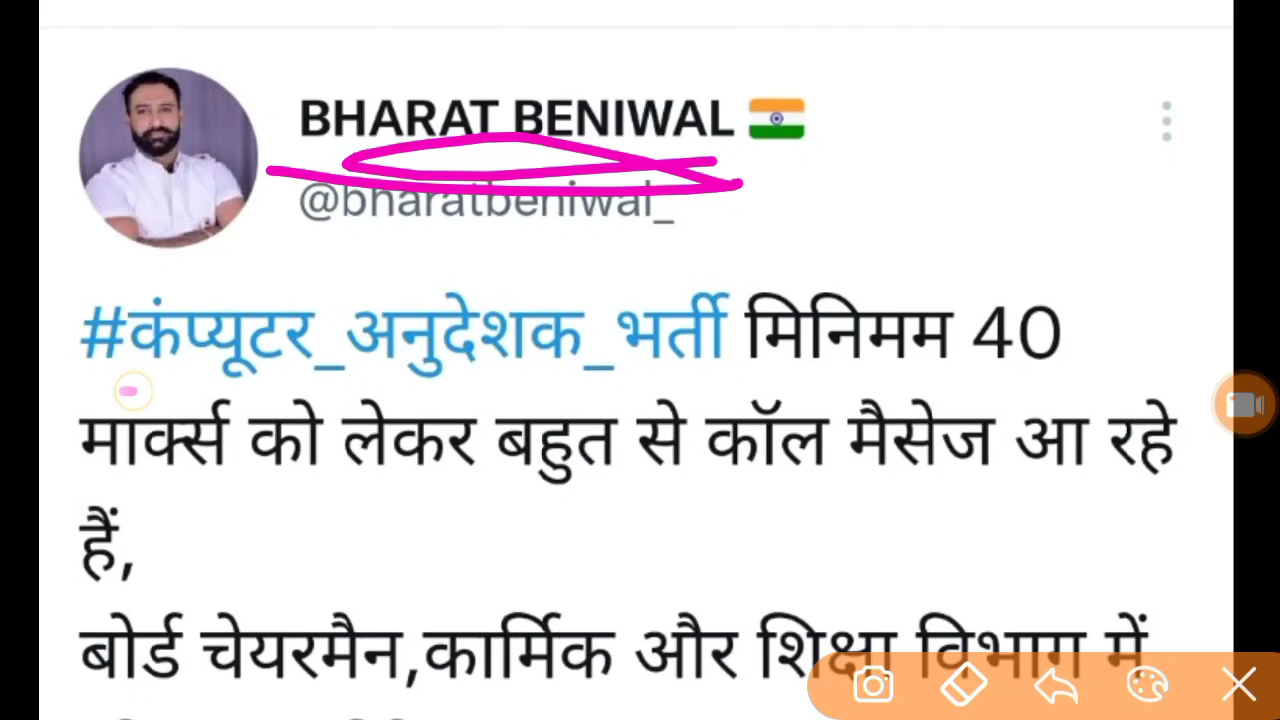 BHARAT BENIWAL
@bharatbeniwal_
#कंप्यूटर_अनुदेशक_भर्ती मिनिमम 40
मार्क्स को लेकर बहुत से कॉल मैसेज आ रहे
हैं,
बोर्ड चेयरमैन,कार्मिक और शिक्षा विभाग में